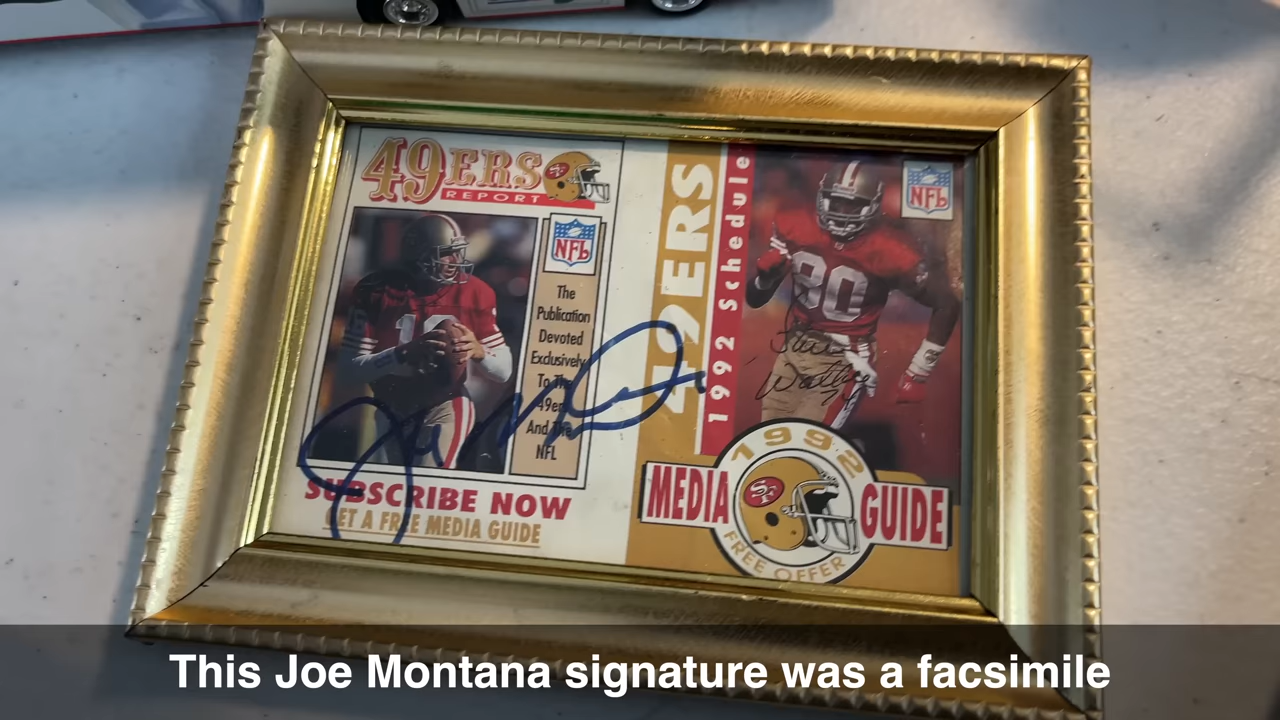 49ERS
REPORT
NFL
The
Publication
Devoted
Exclusively
To The
49ers
And The
NFL
SUBSCRIBE NOW
GET A FREE MEDIA GUIDE
49ERS
1992 Schedule
NFL
80
1992
MEDIA GUIDE
FREE OFFER
This Joe Montana signature was a facsimile